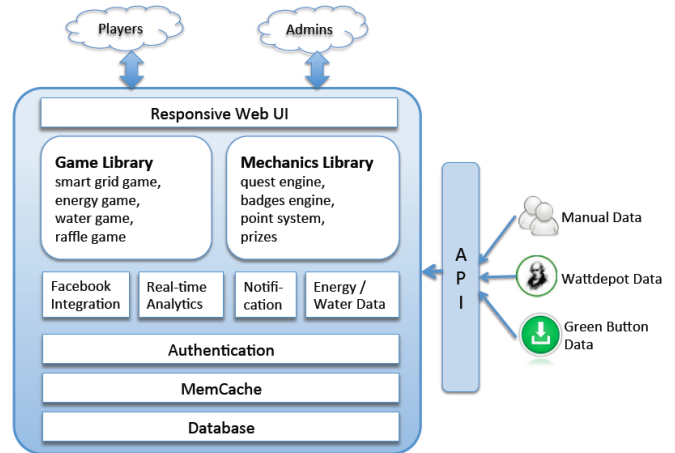 Players
Admins
Responsive Web UI
Game Library
smart grid game,
energy game,
water game,
raffle game
Mechanics Library
quest engine,
badges engine,
point system,
prizes
Facebook
Integration
Real-time
Analytics
Notifi-
cation
Energy /
Water Data
Authentication
MemCache
Database
A
P
I
Manual Data
Wattdepot Data
Green Button
Data